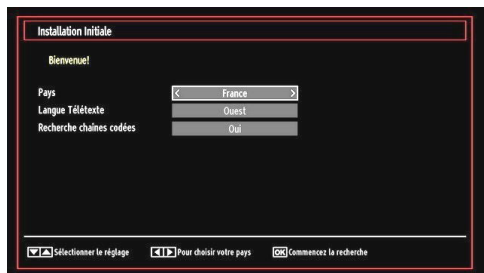 Installation Initiale
Bienvenue!
Pays < France >
Langue Télétexte Ouest
Recherche chaînes codées Oui
Sélectionner le réglage Pour choisir votre pays OK Commencez la recherche